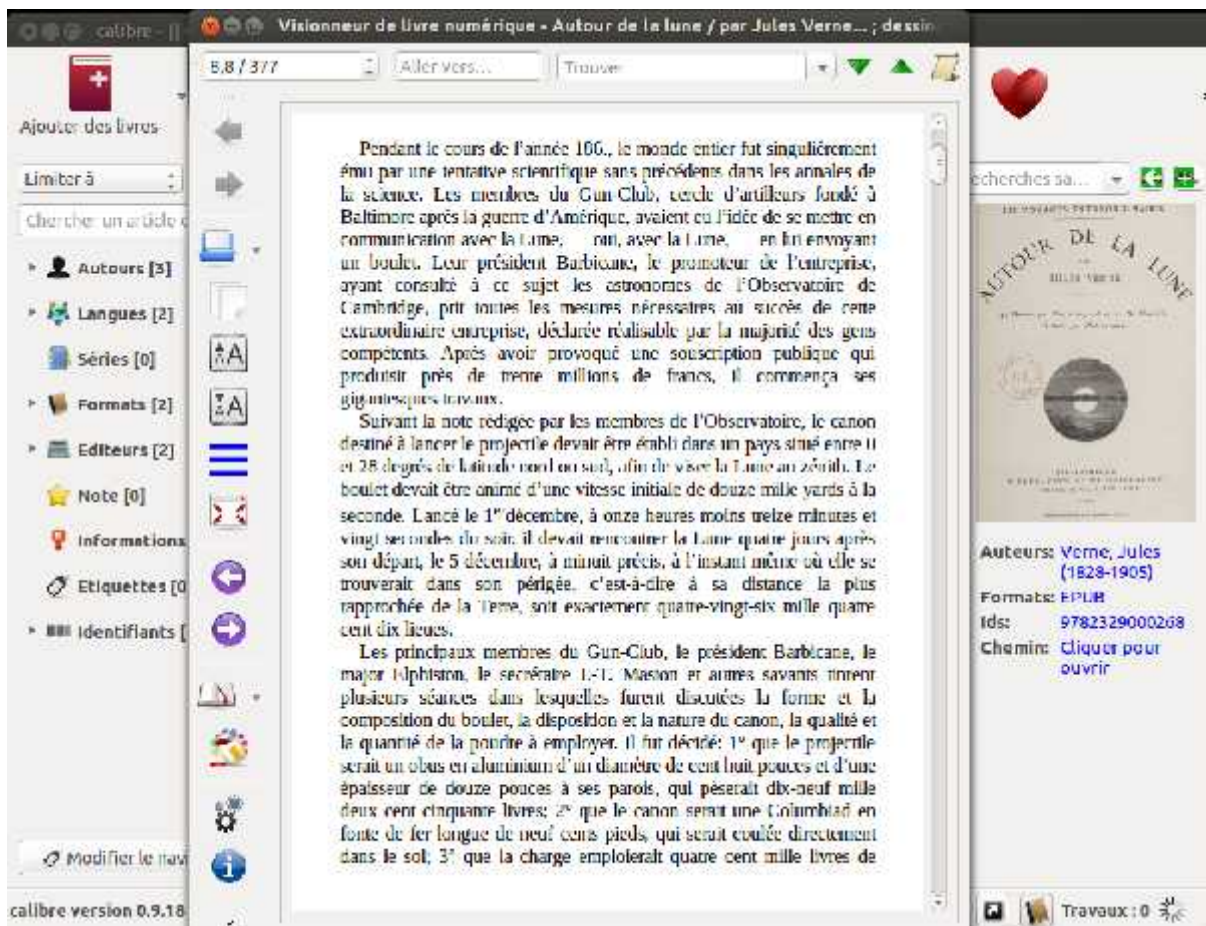 calibre - ||
Visionneur de livre numérique - Autour de la lune / par Jules Verne... ; dessin
8,8 / 377
Aller vers...
Trouver
Ajouter des livres
Limiter à
Chercher un article
Autours [3]
Langues [2]
Séries [0]
Formats [2]
Editeurs [2]
Note [0]
Informations
Etiquettes [0
Identifiants [
Modifier le navi
calibre version 0.9.18
Pendant le cours de l'année 186., le monde entier fut singulièrement
ému par une tentative scientifique sans précédents dans les annales de
la science. Les membres du Gun-Club, cercle d'artilleurs fondé à
Baltimore après la guerre d'Amérique, avaient eu l'idée de se mettre en
communication avec la Lune, oui, avec la Lune, en lui envoyant
un boulet. Leur président Barbicane, le promoteur de l'entreprise,
ayant consulté à ce sujet les astronomes de l'Observatoire de
Cambridge, prit toutes les mesures nécessaires au succès de cette
extraordinaire entreprise, déclarée réalisable par la majorité des gens
compétents. Après avoir provoqué une souscription publique qui
produisit près de trente millions de francs, il commença ses
gigantesques travaux.
Suivant la note rédigée par les membres de l'Observatoire, le canon
destiné à lancer le projectile devait être établi dans un pays situé entre 0
et 28 degrés de latitude nord ou sud, afin de viser la Lune au zénith. Le
boulet devait être animé d'une vitesse initiale de douze mille yards à la
seconde. Lancé le 1er décembre, à onze heures moins treize minutes et
vingt secondes du soir, il devait rencontrer la Lune quatre jours après
son départ, le 5 décembre, à minuit précis, à l'instant même où elle se
trouverait dans son périgée, c'est-à-dire à sa distance la plus
rapprochée de la Terre, soit exactement quatre-vingt-six mille quatre
cent dix lieues.
Les principaux membres du Gun-Club, le président Barbicane, le
major Elphiston, le secrétaire J.-T. Maston et autres savants tinrent
plusieurs séances dans lesquelles furent discutées la forme et la
composition du boulet, la disposition et la nature du canon, la qualité et
la quantité de la poudre à employer. Il fut décidé: 1° que le projectile
serait un obus en aluminium d'un diamètre de cent huit pouces et d'une
épaisseur de douze pouces à ses parois, qui pèserait dix-neuf mille
deux cent cinquante livres; 2° que le canon serait une Columbiad en
fonte de fer longue de neuf cents pieds, qui serait coulée directement
dans le sol; 3° que la charge emploierait quatre cent mille livres de
echerches sa...
AUTOUR DE LA LUNE
JULES VERNE
Auteurs: Verne, Jules
(1828-1905)
Formats: EPUB
Ids: 9782329000268
Chemin: Cliquer pour
ouvrir
Travaux : 0